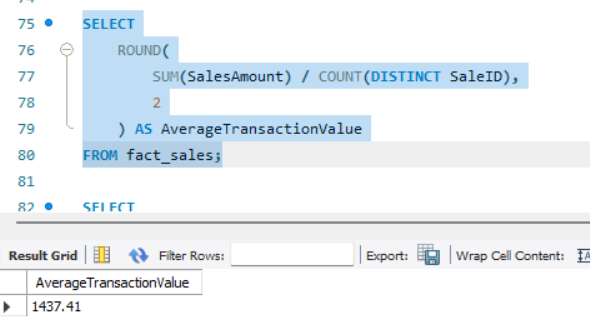 74
75 SELECT
76 ROUND(
77 SUM(SalesAmount) / COUNT(DISTINCT SaleID),
78 2
79 ) AS AverageTransactionValue
80 FROM fact_sales;
81
82 SELECT
Result Grid Filter Rows: Export: Wrap Cell Content:
AverageTransactionValue
1437.41